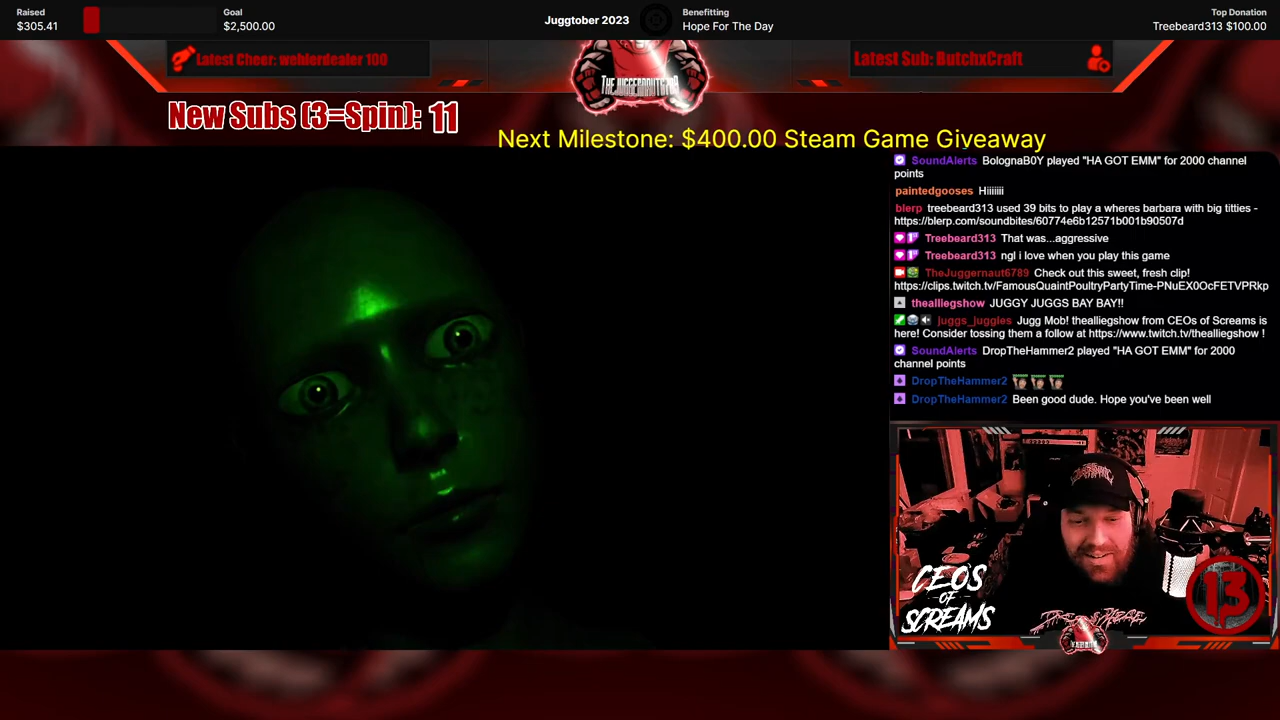 Raised
$305.41
Goal
$2,500.00
Juggtober 2023
Benefitting
Hope For The Day
Top Donation
Treebeard313 $100.00
Latest Cheer: wehlerdealer 100
THEJUGGERNAUT6789
Latest Sub: ButchxCraft
New Subs (3=Spin): 11
Next Milestone: $400.00 Steam Game Giveaway
SoundAlerts BolognaB0Y played "HA GOT EMM" for 2000 channel
points
paintedgooses Hiiiiiii
blerp treebeard313 used 39 bits to play a wheres barbara with big titties -
https://blerp.com/soundbites/60774e6b12571b001b90507d
Treebeard313 That was...aggressive
Treebeard313 ngl i love when you play this game
TheJuggernaut6789 Check out this sweet, fresh clip!
https://clips.twitch.tv/FamousQuaintPoultryPartyTime-PNuEX0OcFETVPRkp
thealliegshow JUGGY JUGGS BAY BAY!!
juggs_juggies Jugg Mob! thealliegshow from CEOs of Screams is
here! Consider tossing them a follow at https://www.twitch.tv/thealliegshow !
SoundAlerts DropTheHammer2 played "HA GOT EMM" for 2000
channel points
DropTheHammer2
DropTheHammer2 Been good dude. Hope you've been well
CEOS
OF
SCREAMS
13